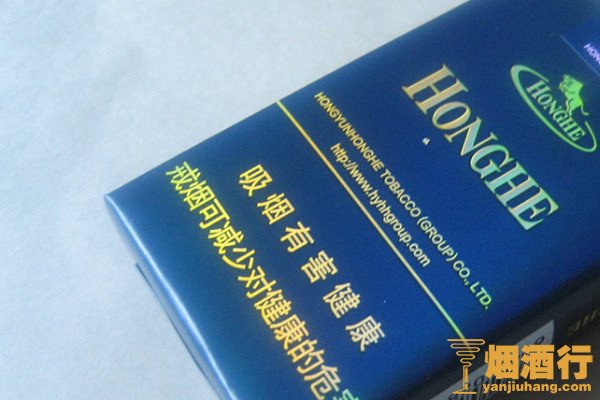 HONGHE
HONGHE
HONGYUNHONGHE TOBACCO (GROUP) CO., LTD.
http://www.hyhhgroup.com
吸烟有害健康
戒烟可减少对健康的危
烟酒行
yanjiuhang.com